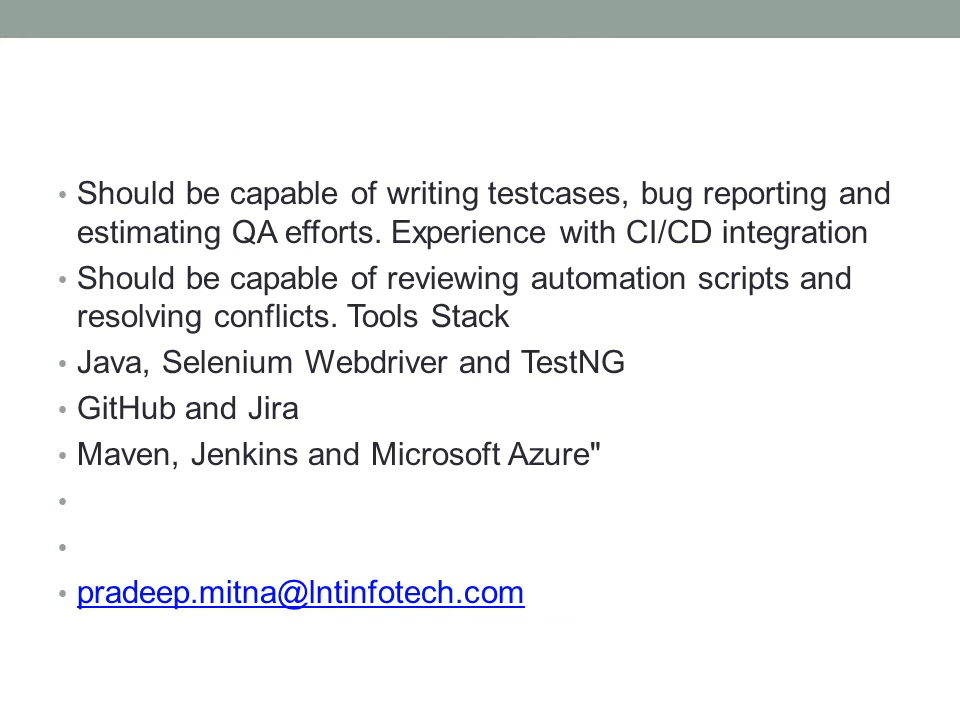 • Should be capable of writing testcases, bug reporting and
estimating QA efforts. Experience with CI/CD integration
• Should be capable of reviewing automation scripts and
resolving conflicts. Tools Stack
• Java, Selenium Webdriver and TestNG
• GitHub and Jira
• Maven, Jenkins and Microsoft Azure"
•
•
• pradeep.mitna@lntinfotech.com